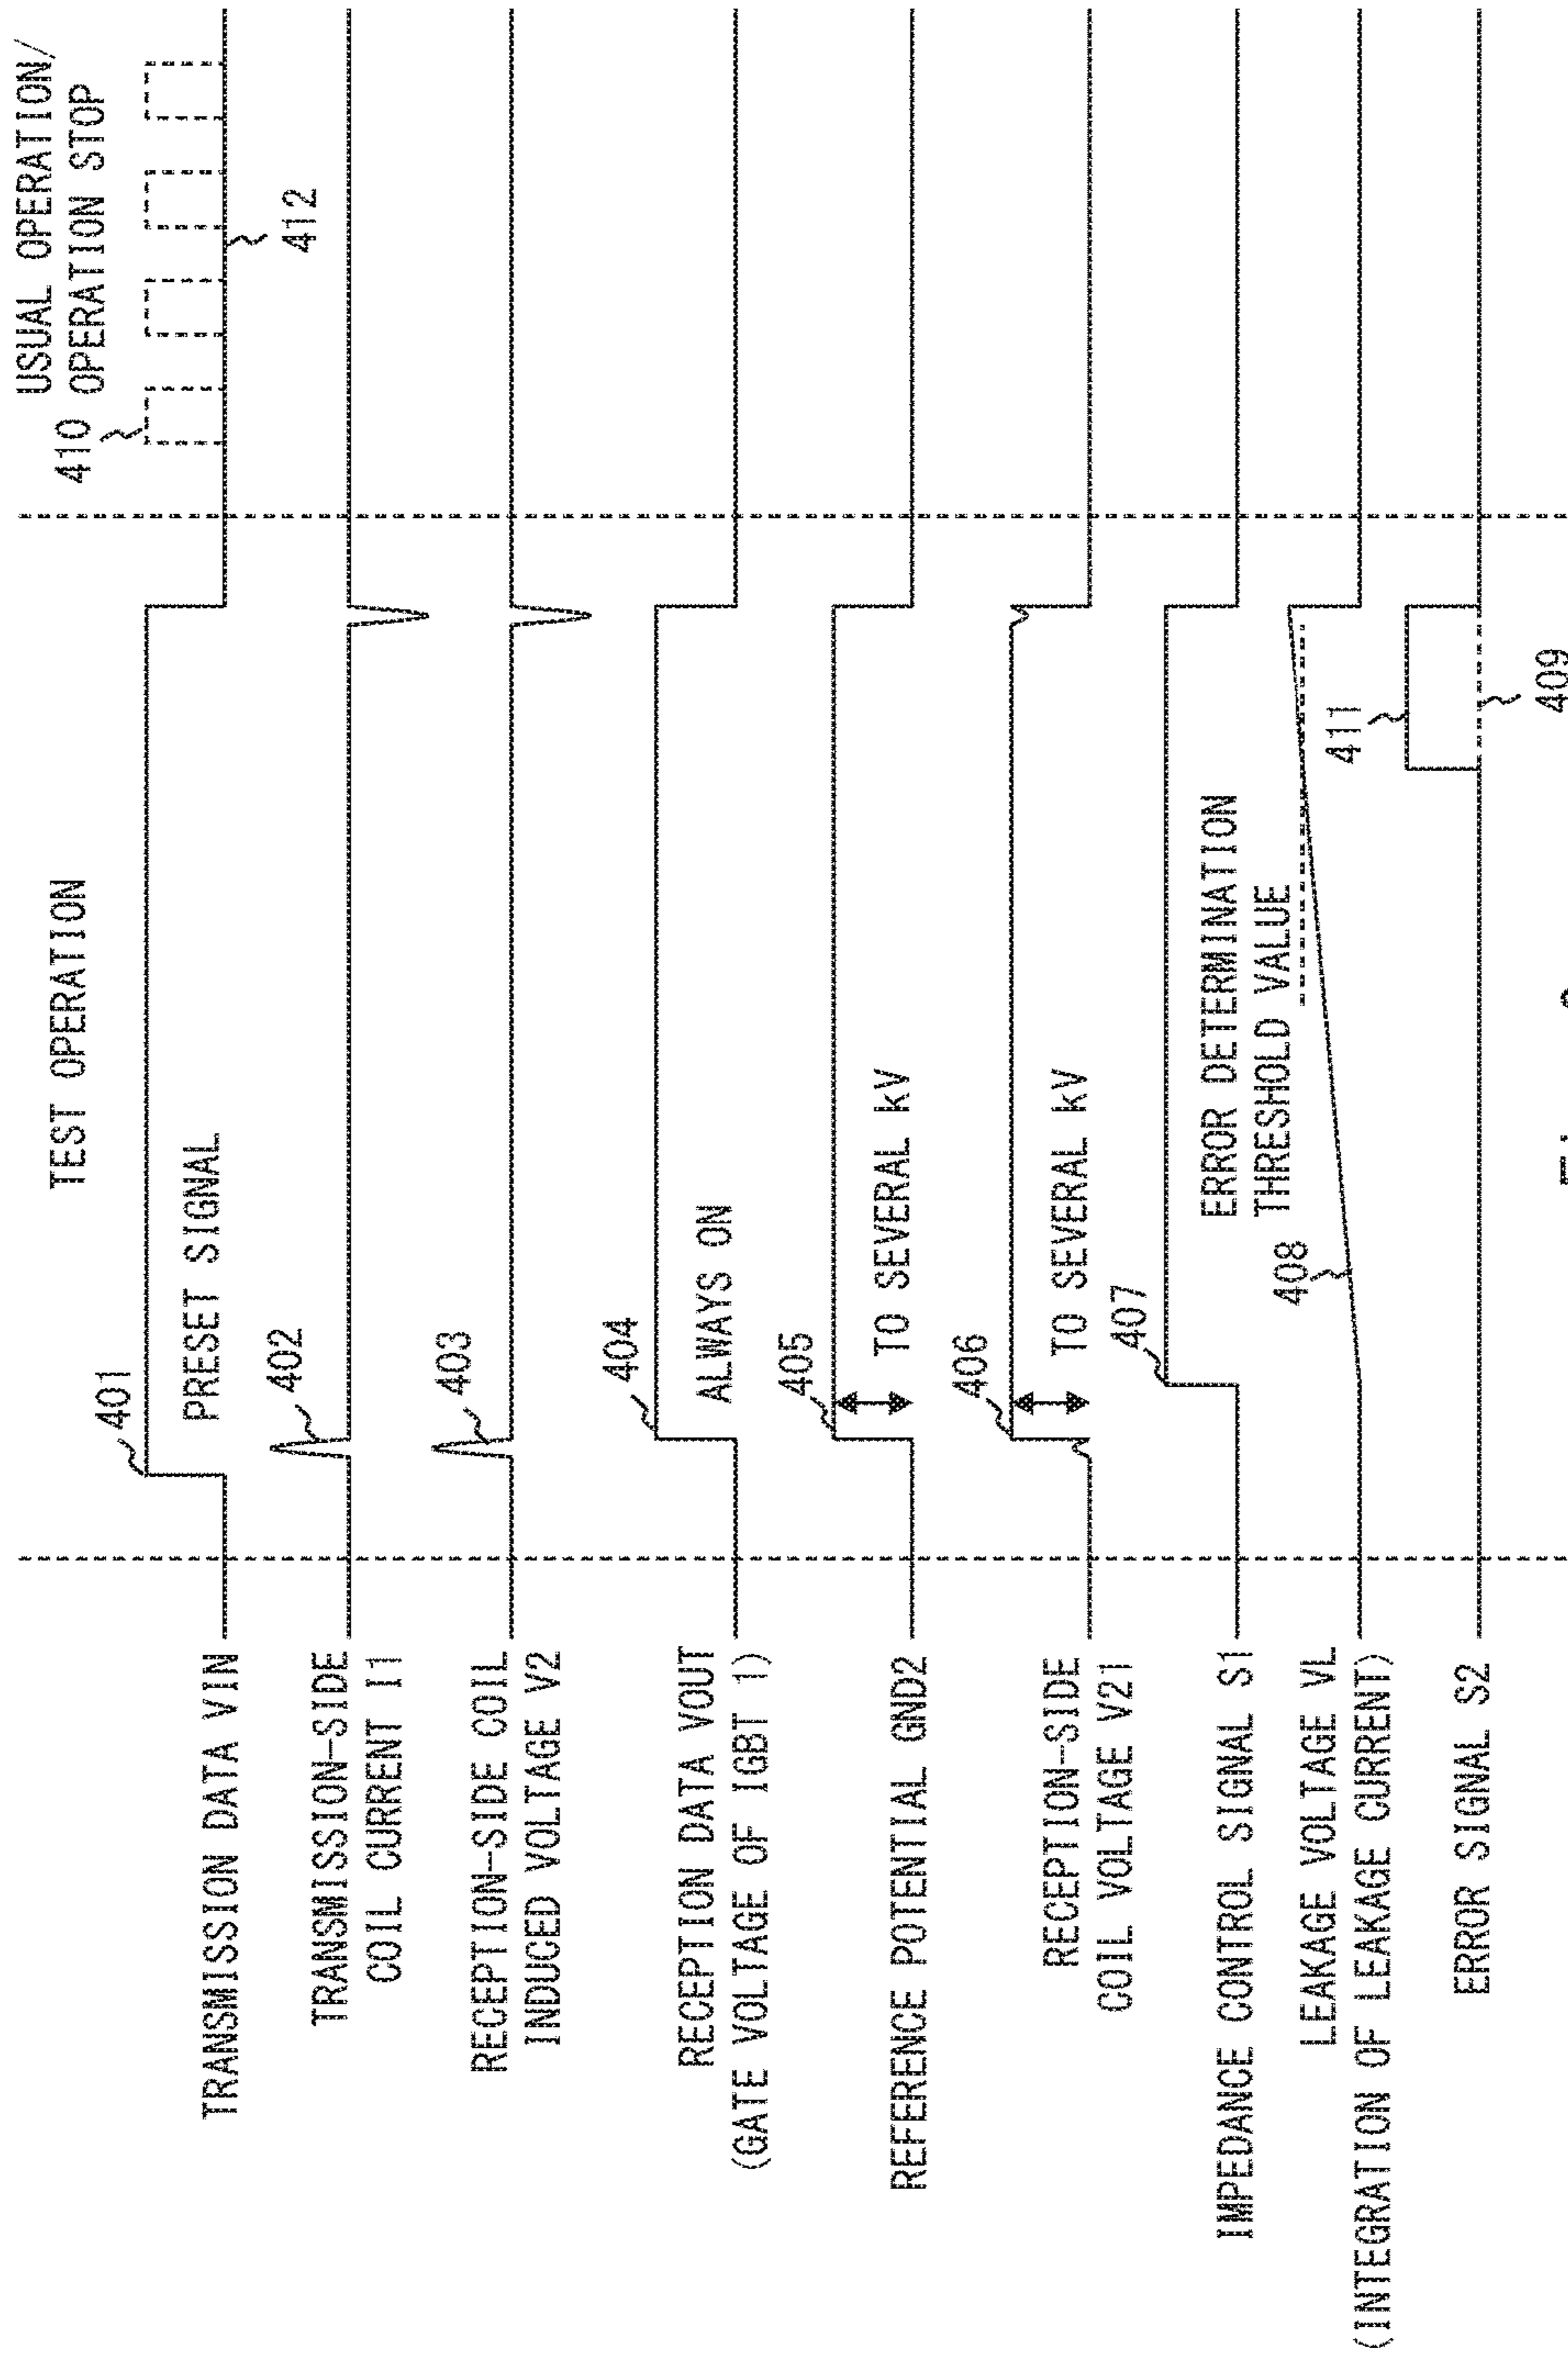 TEST OPERATION
USUAL OPERATION/
OPERATION STOP
410
TRANSMISSION DATA VIN
401
PRESET SIGNAL
412
TRANSMISSION-SIDE
COIL CURRENT I1
402
RECEPTION-SIDE COIL
INDUCED VOLTAGE V2
403
RECEPTION DATA VOUT
(GATE VOLTAGE OF IGBT 1)
404
ALWAYS ON
REFERENCE POTENTIAL GND2
405
TO SEVERAL kV
RECEPTION-SIDE
COIL VOLTAGE V21
406
TO SEVERAL kV
IMPEDANCE CONTROL SIGNAL S1
407
LEAKAGE VOLTAGE VL
(INTEGRATION OF LEAKAGE CURRENT)
408
ERROR DETERMINATION
THRESHOLD VALUE
ERROR SIGNAL S2
411
409